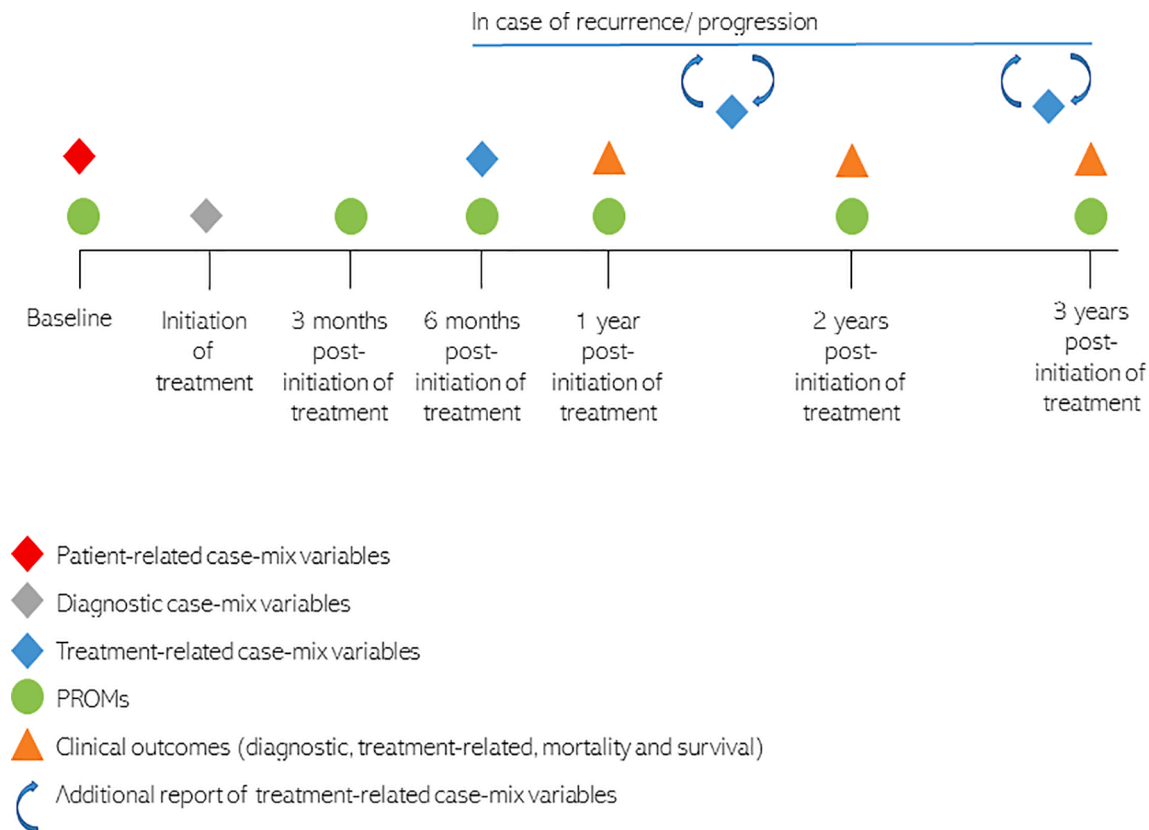 In case of recurrence/ progression
Baseline
Initiation
of
treatment
3 months
post-
initiation of
treatment
6 months
post-
initiation of
treatment
1 year
post-
initiation of
treatment
2 years
post-
initiation of
treatment
3 years
post-
initiation of
treatment
Patient-related case-mix variables
Diagnostic case-mix variables
Treatment-related case-mix variables
PROMs
Clinical outcomes (diagnostic, treatment-related, mortality and survival)
Additional report of treatment-related case-mix variables